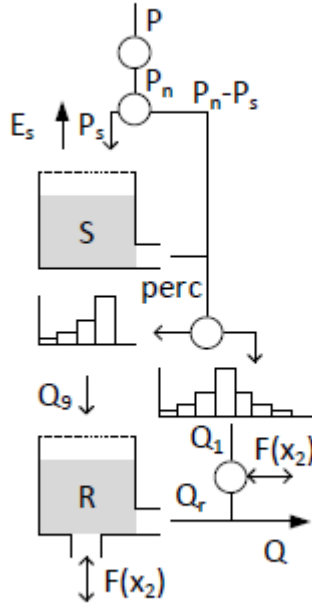 P
Pₙ
Eₛ
Pₛ
Pₙ-Pₛ
S
perc
Q₉
Q₁
F(x₂)
R
Qᵣ
Q
F(x₂)